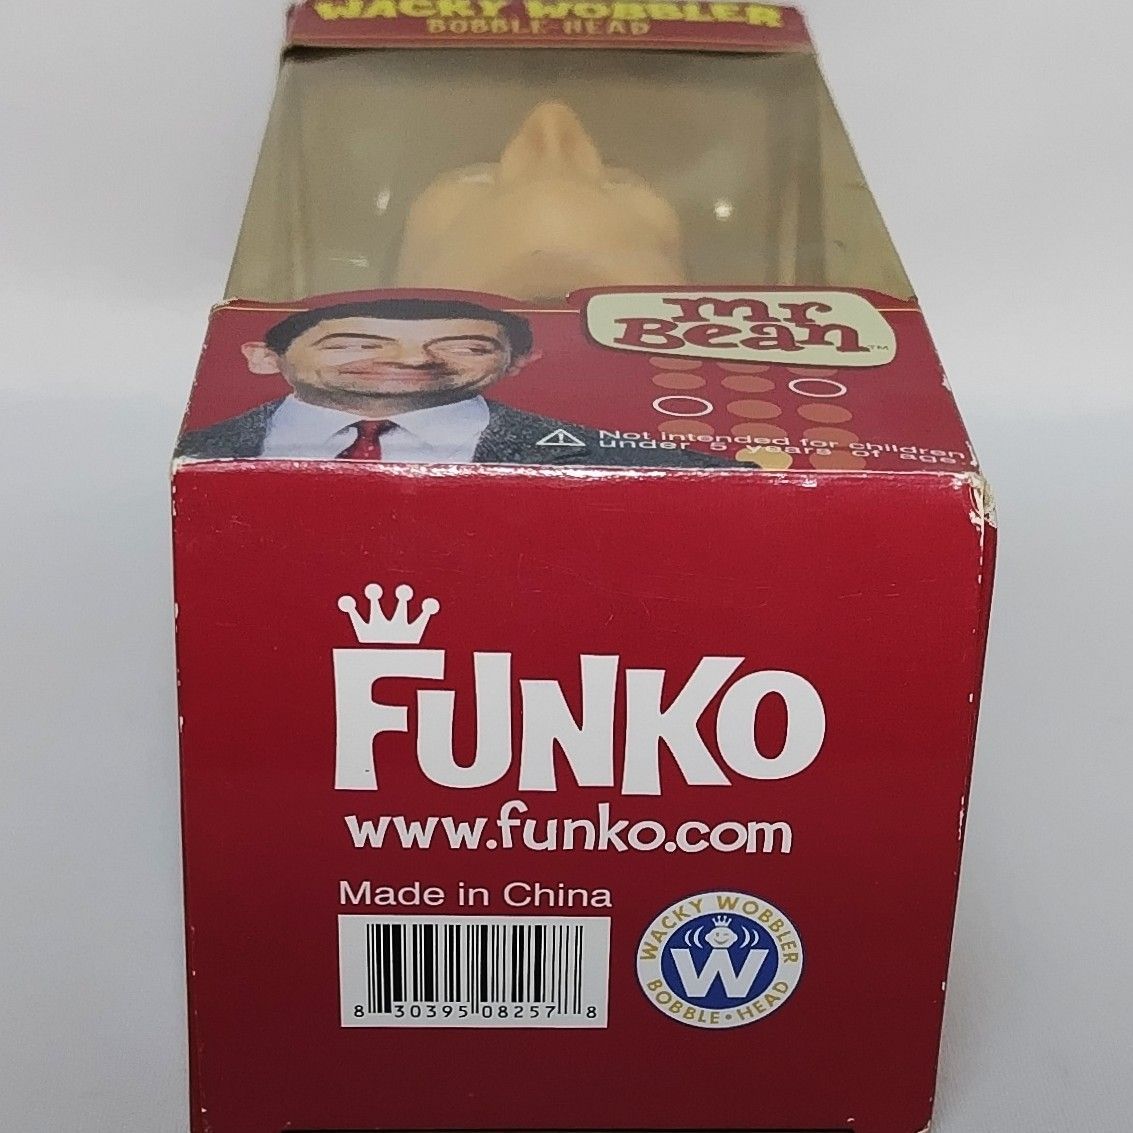 WACKY WOBBLER
BOBBLE-HEAD
mr
Bean™
Not intended for children
under 5 years of age
FUNKO
www.funko.com
Made in China
8 30395 08257 8
WACKY WOBBLER
W
BOBBLE • HEAD